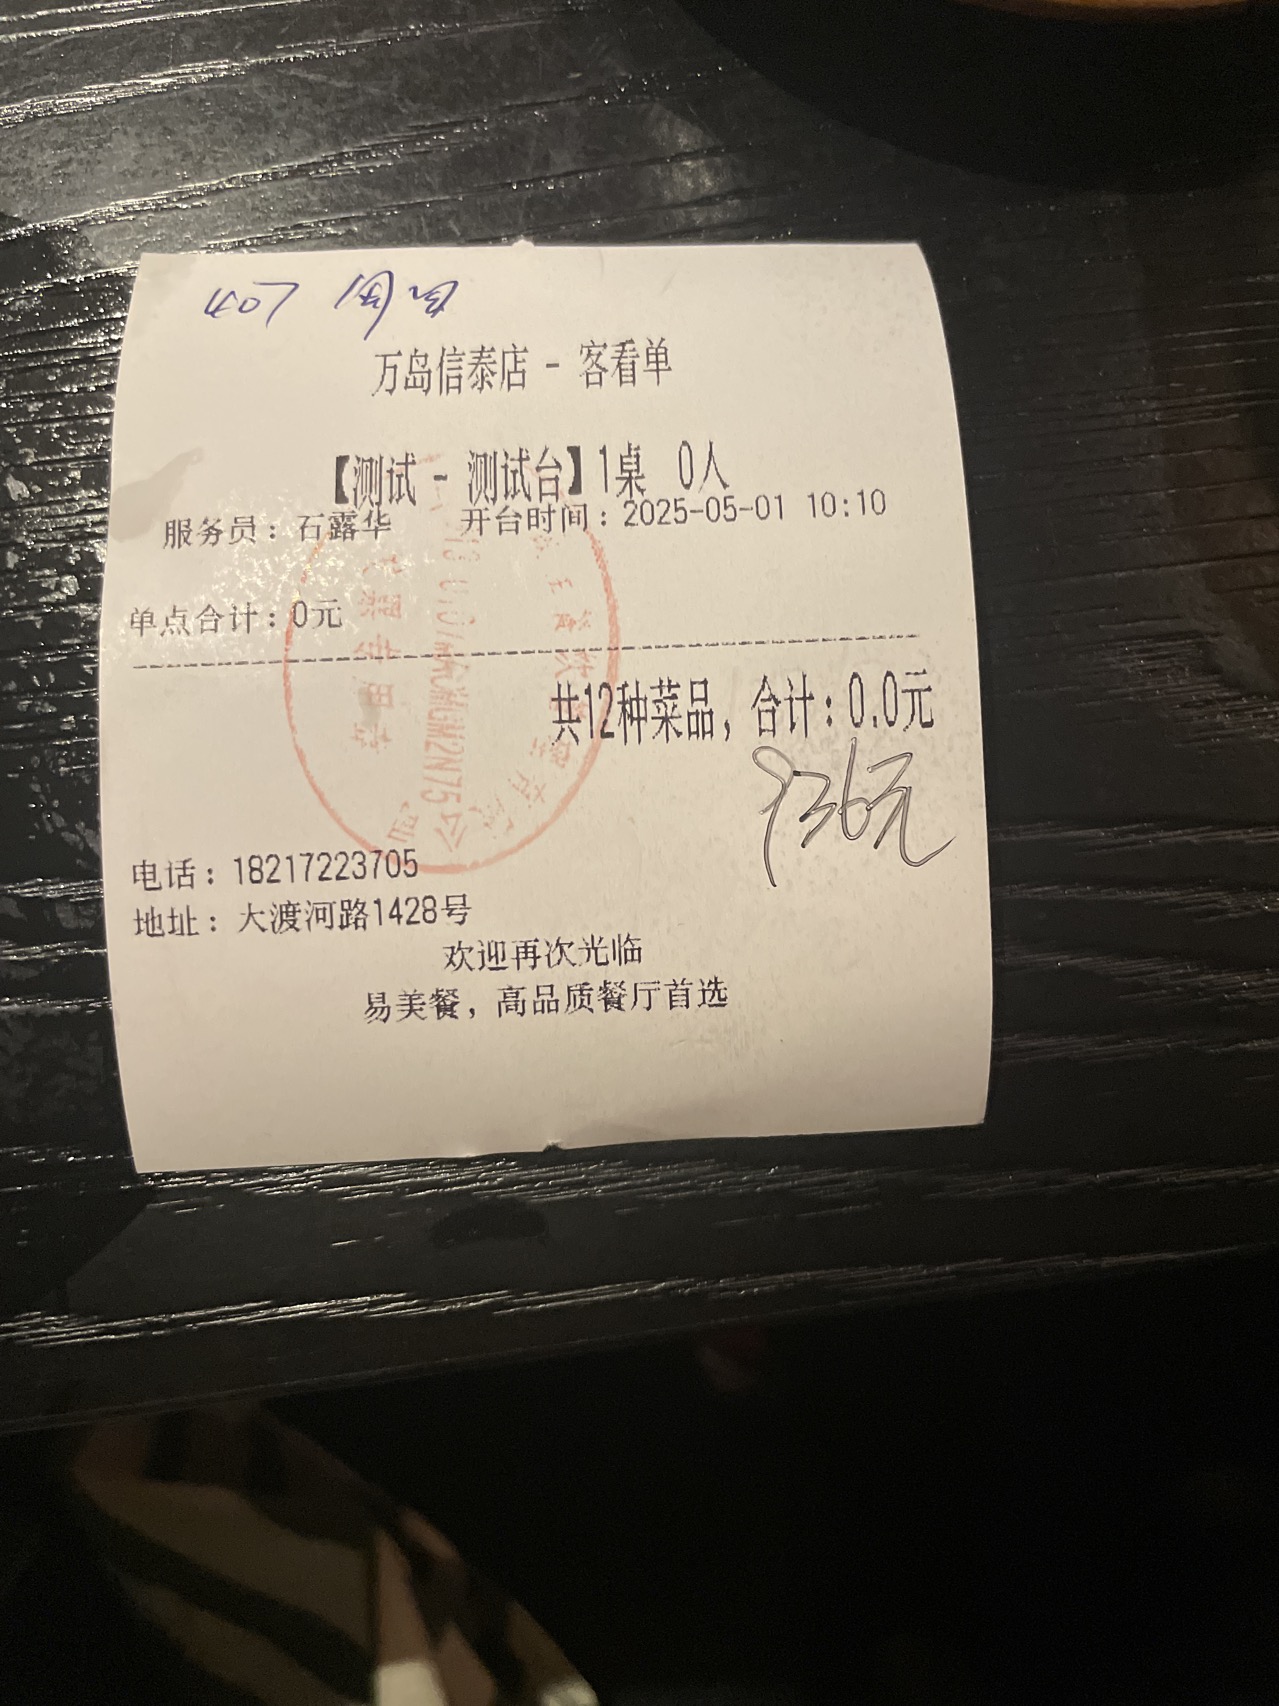 407
万岛信泰店 - 客看单
【测试 - 测试台】1桌 0人
服务员: 石露华 开台时间: 2025-05-01 10:10
单点合计: 0元
共12种菜品, 合计: 0.0元
936元
电话: 18217223705
地址: 大渡河路1428号
欢迎再次光临
易美餐, 高品质餐厅首选